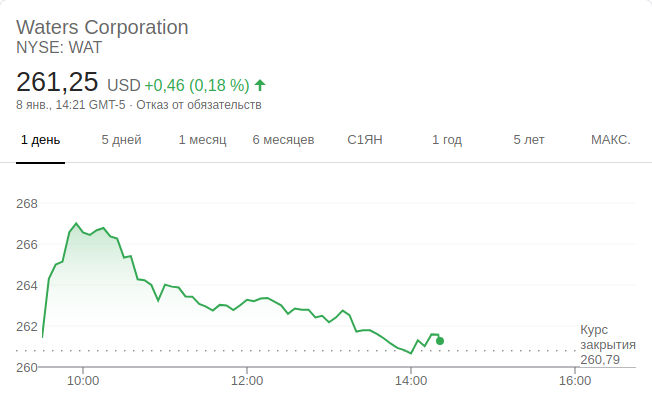 Waters Corporation
NYSE: WAT
261,25 USD +0,46 (0,18 %)
8 янв., 14:21 GMT-5 · Отказ от обязательств
1 день 5 дней 1 месяц 6 месяцев С1ЯН 1 год 5 лет МАКС.
268
266
264
262
Курс
закрытия
260,79
260
10:00 12:00 14:00 16:00